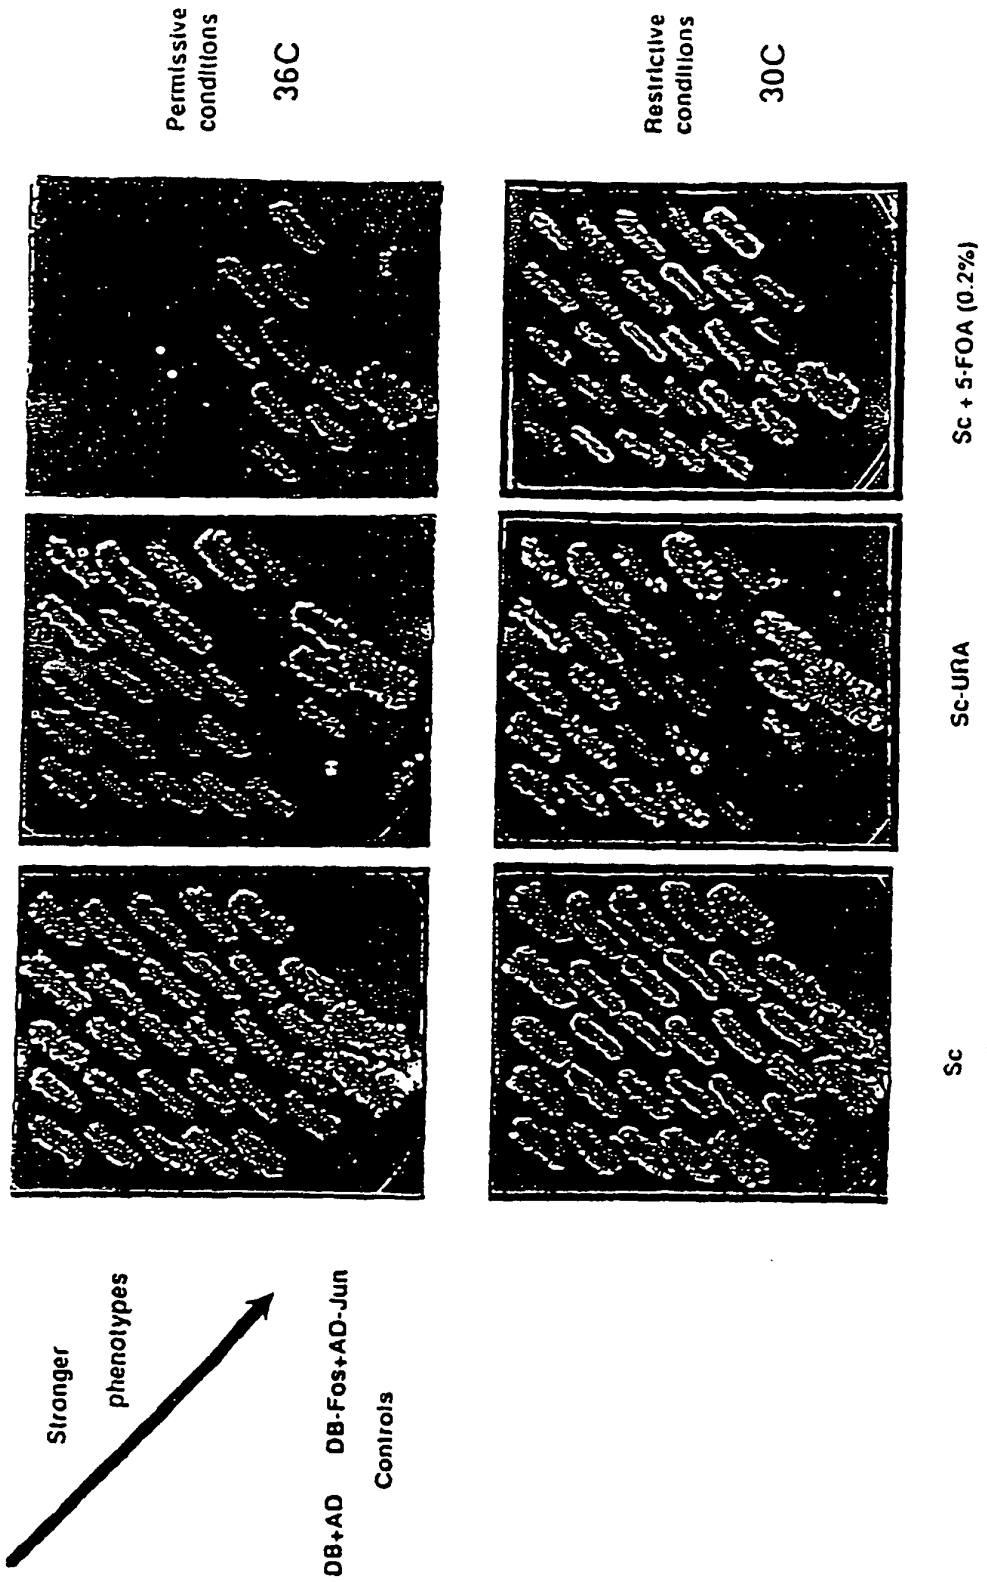 Stronger
phenotypes
DB+AD DB-Fos+AD-Jun
Controls
Permissive
conditions
36C
Restrictive
conditions
30C
Sc
Sc-URA
Sc + 5-FOA (0.2%)